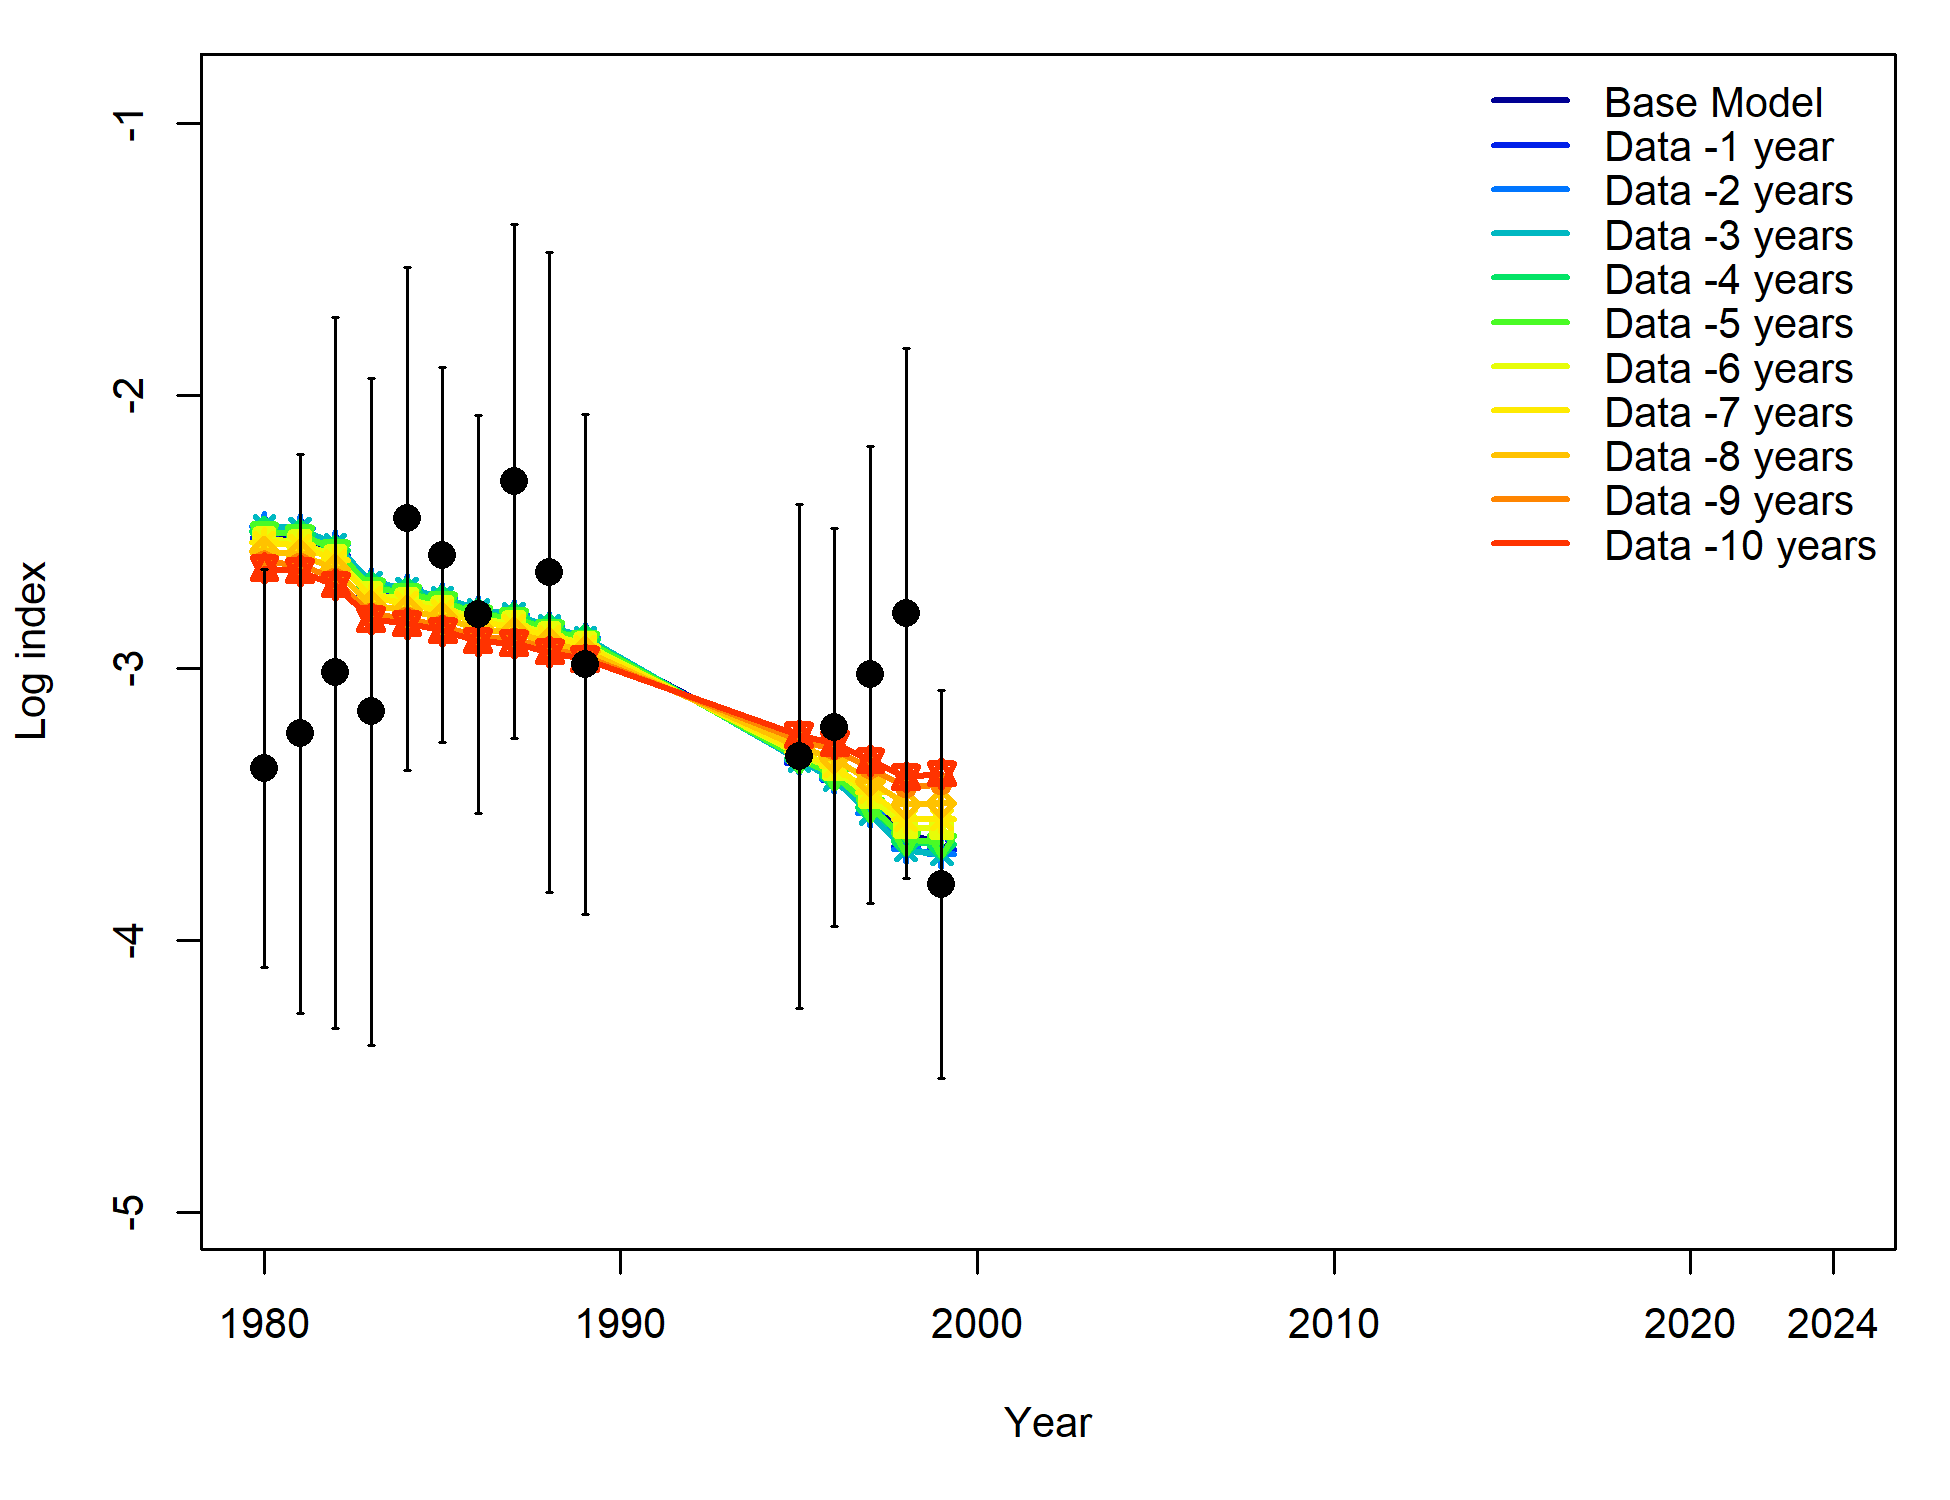 Base Model
Data -1 year
Data -2 years
Data -3 years
Data -4 years
Data -5 years
Data -6 years
Data -7 years
Data -8 years
Data -9 years
Data -10 years
Log index
-1
-2
-3
-4
-5
1980 1990 2000 2010 2020 2024
Year